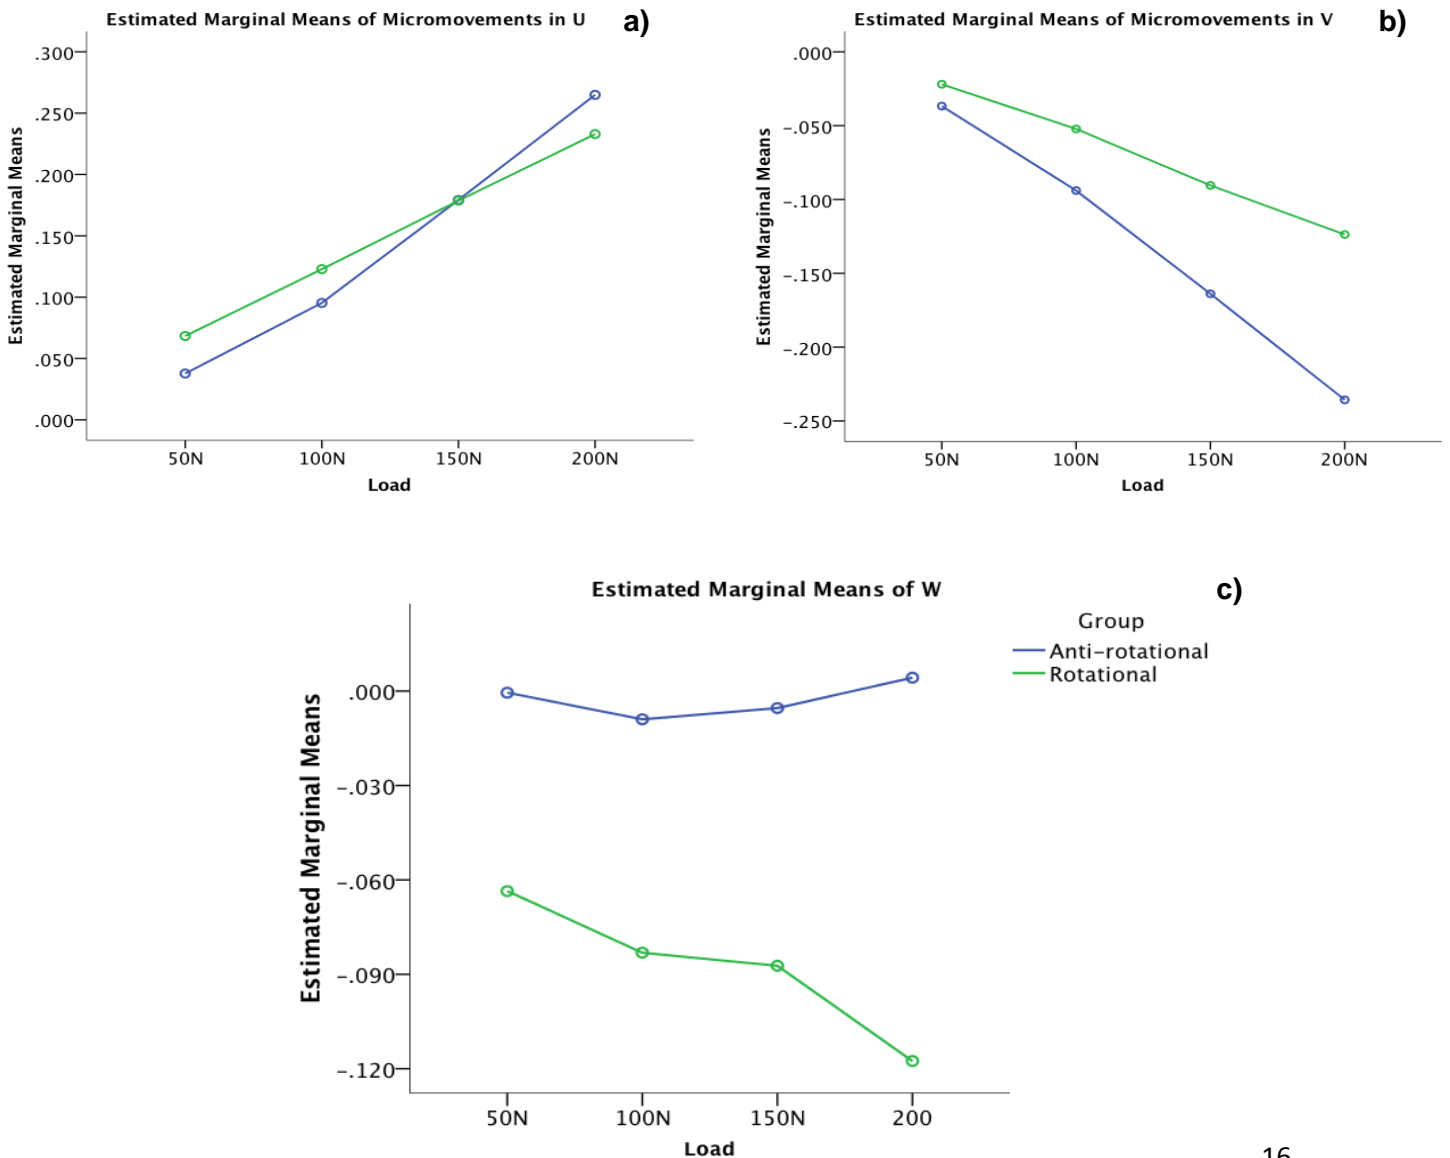 Estimated Marginal Means of Micromovements in U
a)
Estimated Marginal Means
.300
.250
.200
.150
.100
.050
.000
50N 100N 150N 200N
Load
Estimated Marginal Means of Micromovements in V
b)
Estimated Marginal Means
.000
-.050
-.100
-.150
-.200
-.250
50N 100N 150N 200N
Load
Estimated Marginal Means of W
c)
Group
Anti-rotational
Rotational
Estimated Marginal Means
.000
-.030
-.060
-.090
-.120
50N 100N 150N 200
Load
16